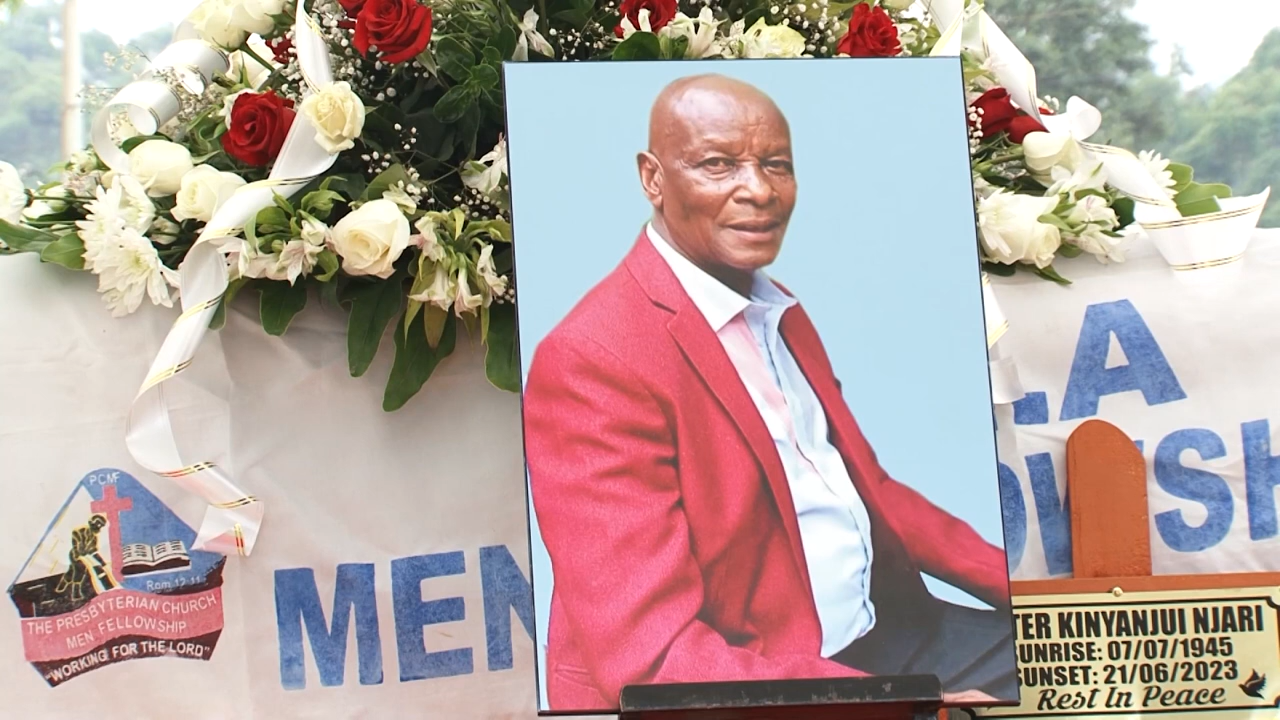 PCMF
Rom 12:11
THE PRESBYTERIAN CHURCH
MEN FELLOWSHIP
"WORKING FOR THE LORD"
MEN
.A
OWSH
TER KINYANJUI NJARI
SUNRISE: 07/07/1945
SUNSET: 21/06/2023
Rest In Peace